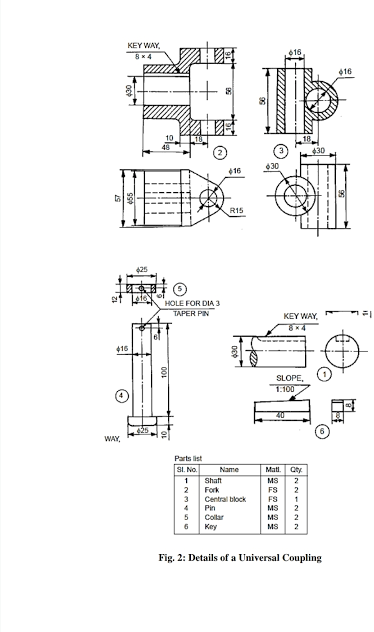 KEY WAY,
8 × 4
16
ϕ30
56
16
10
18
48
2
ϕ16
ϕ16
56
18
3
ϕ16
57
ϕ55
R15
ϕ30
ϕ30
56
ϕ25
12
6
ϕ16
5
HOLE FOR DIA 3
TAPER PIN
6
ϕ16
100
4
ϕ25
10
WAY,
KEY WAY,
8 × 4
ϕ30
1
SLOPE,
1:100
40
8
8
6
Parts list
Sl. No. Name Matl. Qty.
1 Shaft MS 2
2 Fork FS 2
3 Central block FS 1
4 Pin MS 2
5 Collar MS 2
6 Key MS 2
Fig. 2: Details of a Universal Coupling